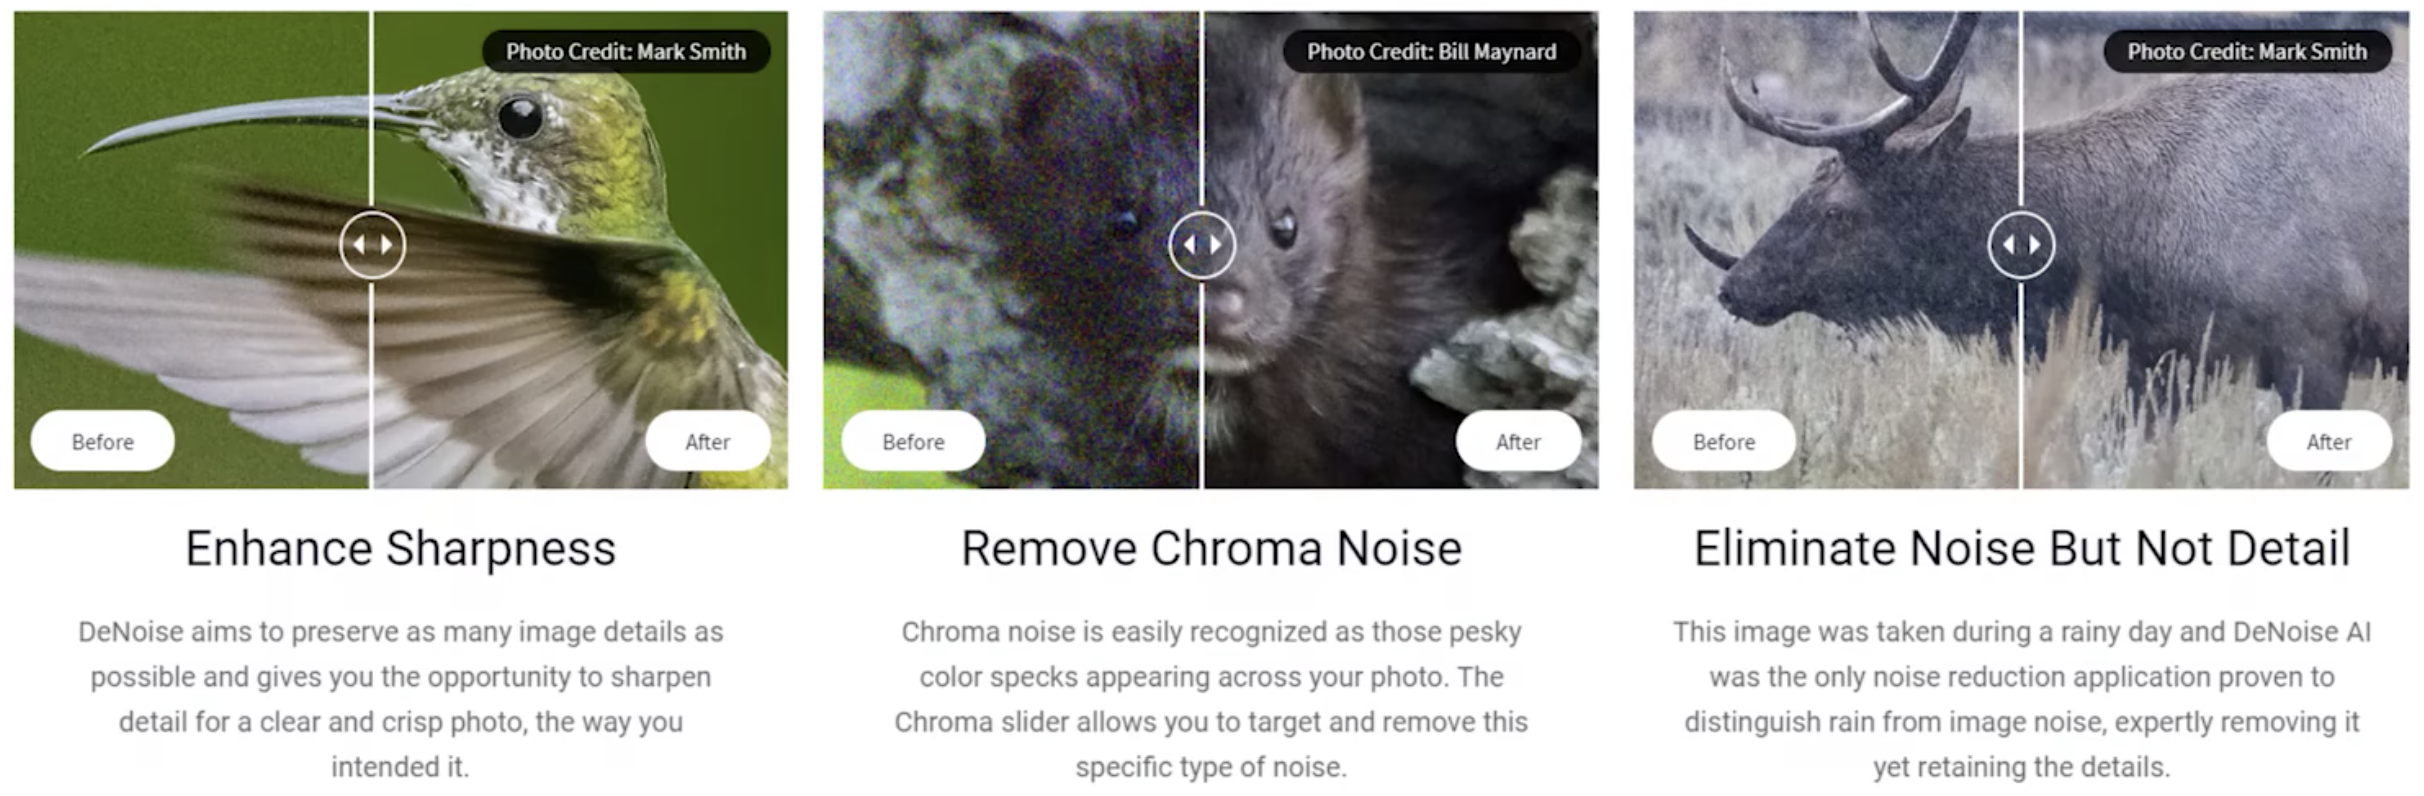 Photo Credit: Mark Smith
Before
After
Enhance Sharpness
DeNoise aims to preserve as many image details as
possible and gives you the opportunity to sharpen
detail for a clear and crisp photo, the way you
intended it.
Photo Credit: Bill Maynard
Before
After
Remove Chroma Noise
Chroma noise is easily recognized as those pesky
color specks appearing across your photo. The
Chroma slider allows you to target and remove this
specific type of noise.
Photo Credit: Mark Smith
Before
After
Eliminate Noise But Not Detail
This image was taken during a rainy day and DeNoise AI
was the only noise reduction application proven to
distinguish rain from image noise, expertly removing it
yet retaining the details.